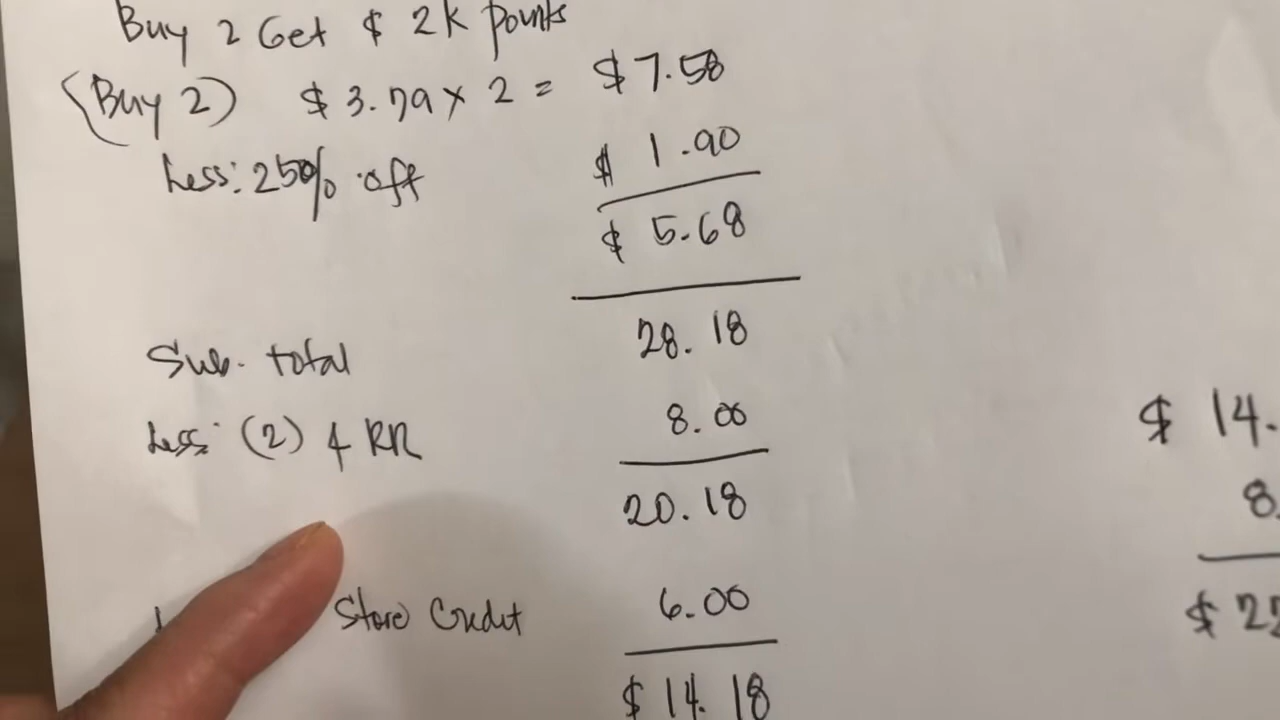 Buy 2 Get $ 2K Points
(Buy 2) $ 3.79 x 2 = $ 7.58
Less: 25% off $ 1.90
$ 5.68
Sub-total 28.18
Less: (2) 4 RR 8.00
20.18
Store Credit 6.00
$ 14.18
$ 14.
8.
$ 22